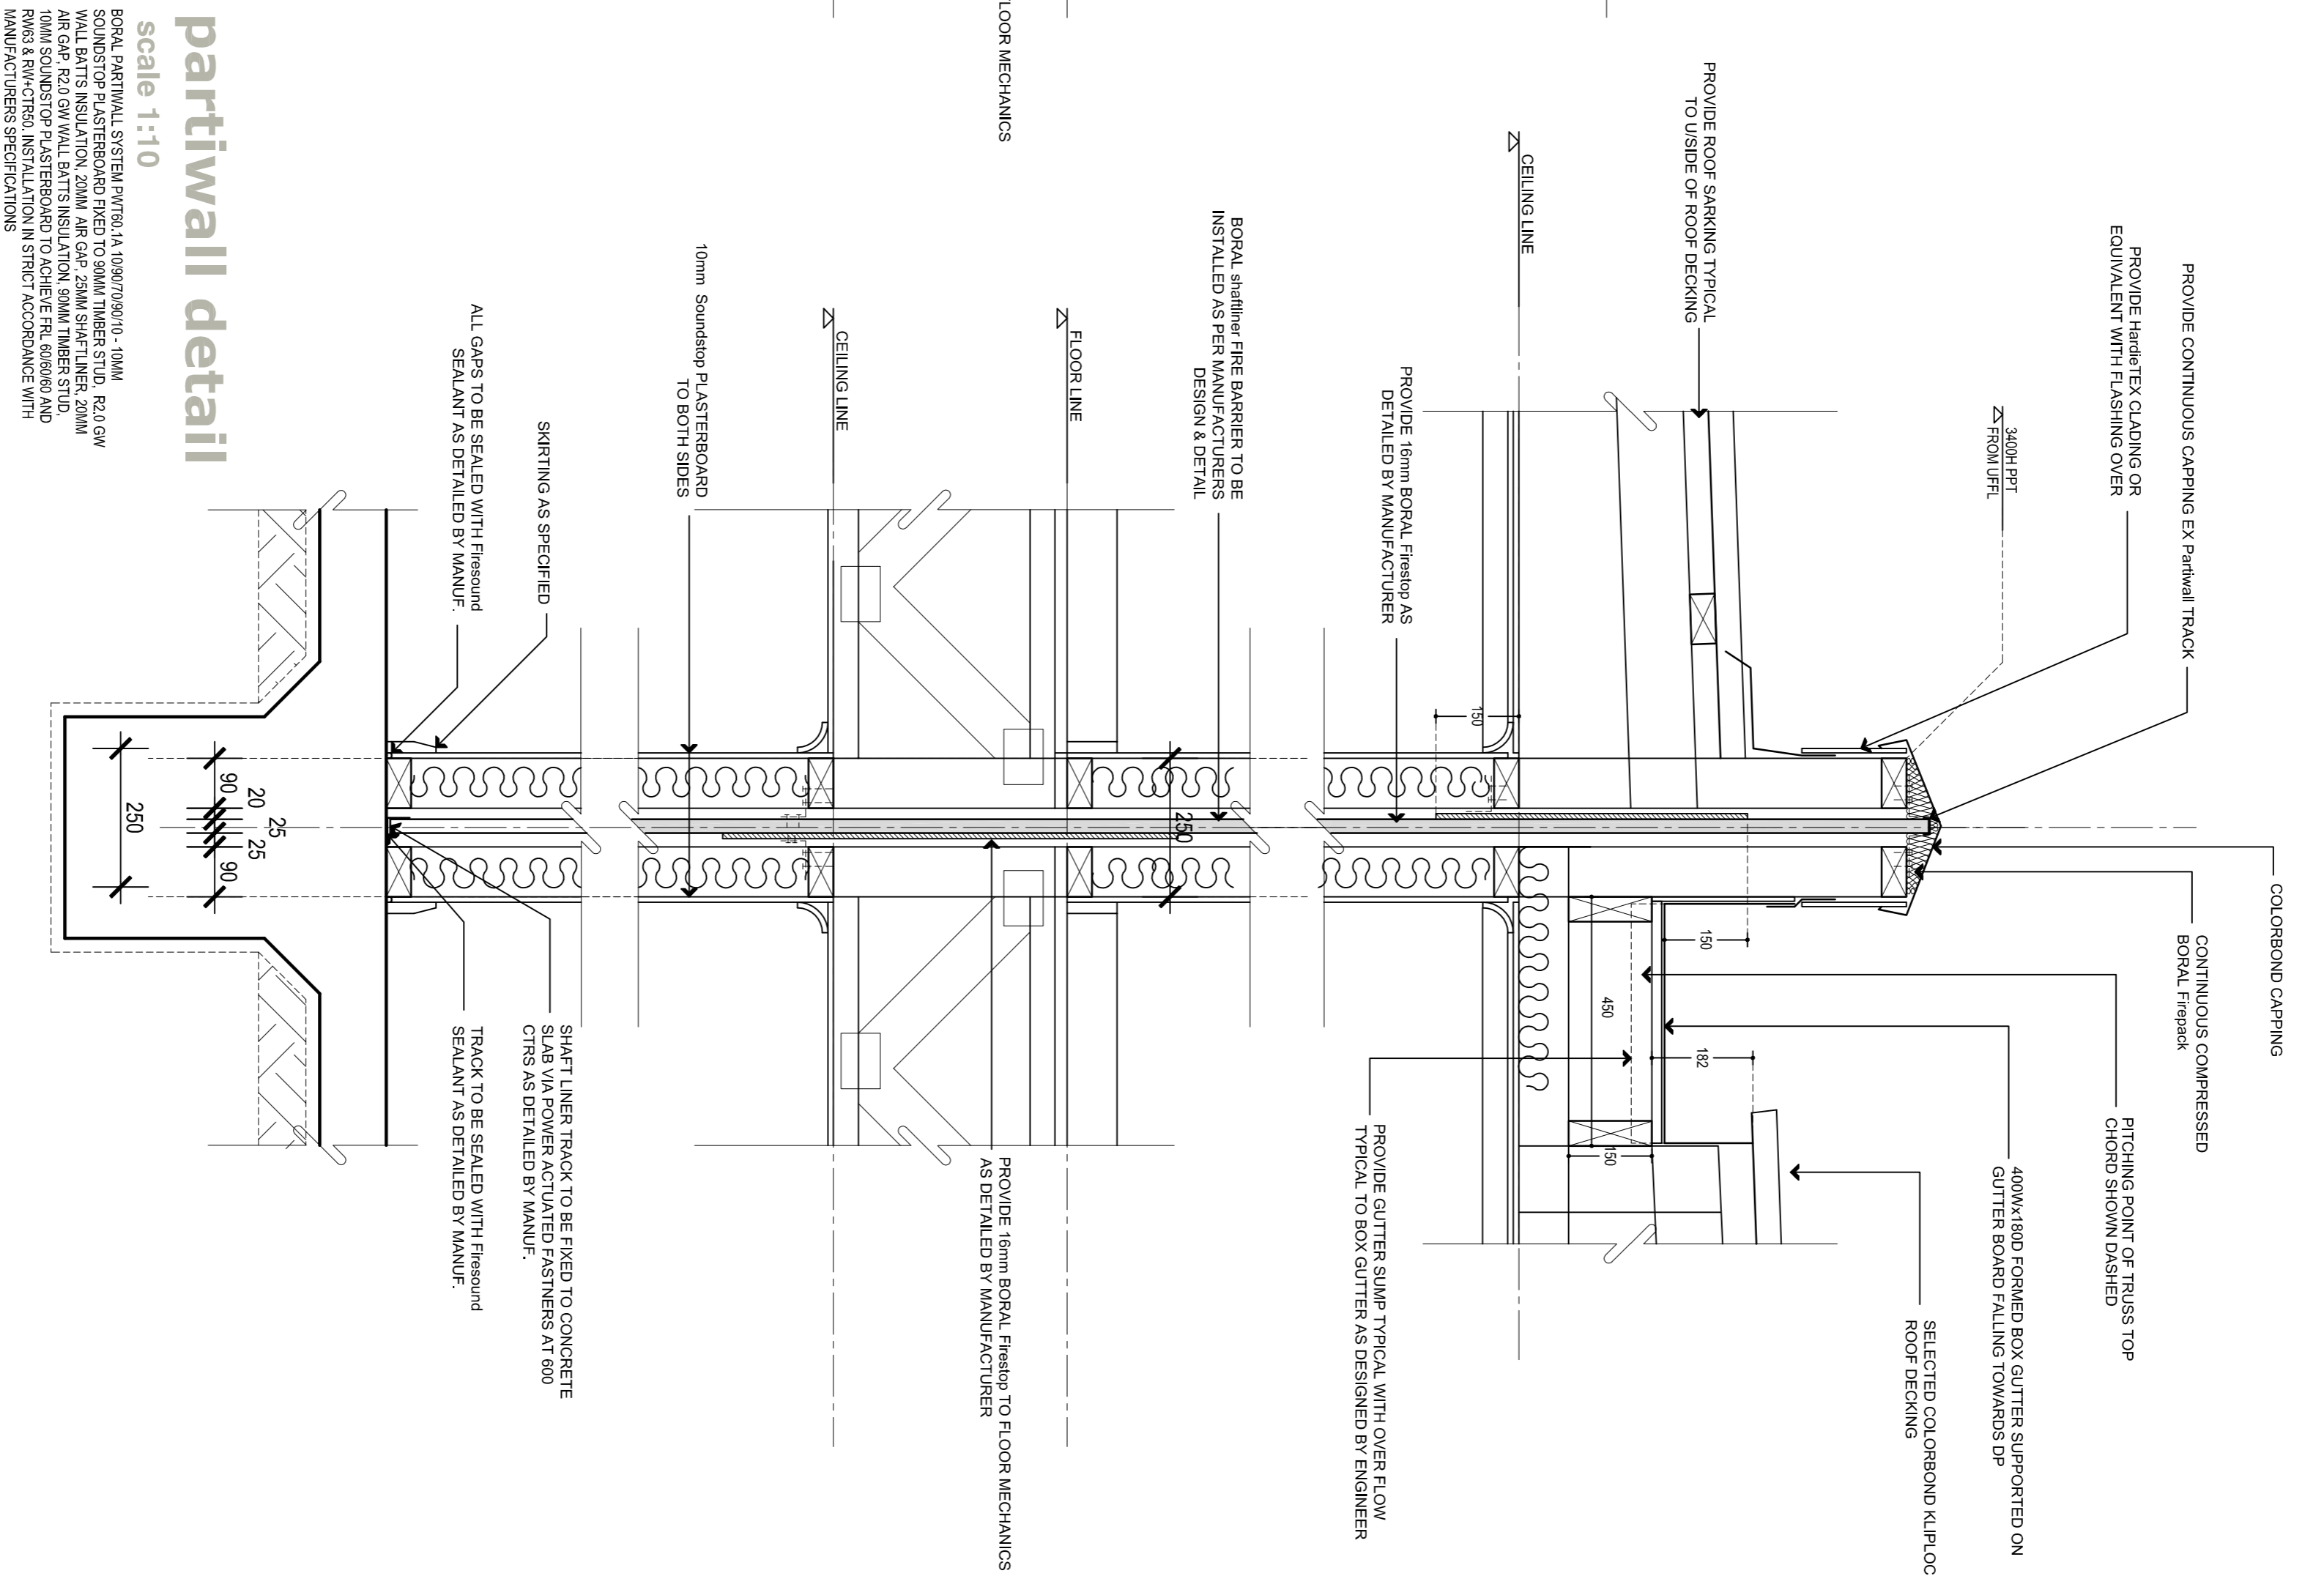 partiwall detail
scale 1:10
BORAL PARTIWALL SYSTEM PWT60.1A 10/90/70/90/10 - 10MM
SOUNDSTOP PLASTERBOARD FIXED TO 90MM TIMBER STUD, R2.0 GW
WALL BATTS INSULATION, 20MM AIR GAP, 25MM SHAFTLINER, 20MM
AIR GAP, R2.0 GW WALL BATTS INSULATION, 90MM TIMBER STUD,
10MM SOUNDSTOP PLASTERBOARD TO ACHIEVE FRL 60/60/60 AND
RW63 & RW+CTR50. INSTALLATION IN STRICT ACCORDANCE WITH
MANUFACTURERS SPECIFICATIONS
PROVIDE CONTINUOUS CAPPING EX Partiwall TRACK
PROVIDE HardieTEX CLADING OR
EQUIVALENT WITH FLASHING OVER
3400H PPT
FROM UFFL
PROVIDE ROOF SARKING TYPICAL
TO U/SIDE OF ROOF DECKING
CEILING LINE
PROVIDE 16mm BORAL Firestop AS
DETAILED BY MANUFACTURER
BORAL shaftliner FIRE BARRIER TO BE
INSTALLED AS PER MANUFACTURERS
DESIGN & DETAIL
FLOOR LINE
LOOR MECHANICS
CEILING LINE
10mm Soundstop PLASTERBOARD
TO BOTH SIDES
SKIRTING AS SPECIFIED
ALL GAPS TO BE SEALED WITH Firesound
SEALANT AS DETAILED BY MANUF.
150
250
90
20
25
25
90
250
COLORBOND CAPPING
CONTINUOUS COMPRESSED
BORAL Firepack
PITCHING POINT OF TRUSS TOP
CHORD SHOWN DASHED
400Wx180D FORMED BOX GUTTER SUPPORTED ON
GUTTER BOARD FALLING TOWARDS DP
SELECTED COLORBOND KLIPLOC
ROOF DECKING
150
450
182
150
PROVIDE GUTTER SUMP TYPICAL WITH OVER FLOW
TYPICAL TO BOX GUTTER AS DESIGNED BY ENGINEER
PROVIDE 16mm BORAL Firestop TO FLOOR MECHANICS
AS DETAILED BY MANUFACTURER
SHAFT LINER TRACK TO BE FIXED TO CONCRETE
SLAB VIA POWER ACTUATED FASTNERS AT 600
CTRS AS DETAILED BY MANUF.
TRACK TO BE SEALED WITH Firesound
SEALANT AS DETAILED BY MANUF.